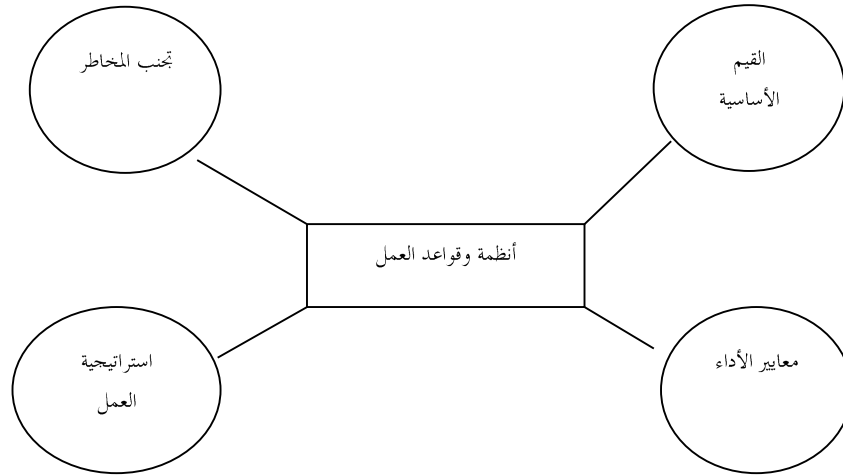 القيم
الأساسية
تجنب المخاطر
أنظمة وقواعد العمل
معايير الأداء
استراتيجية
العمل